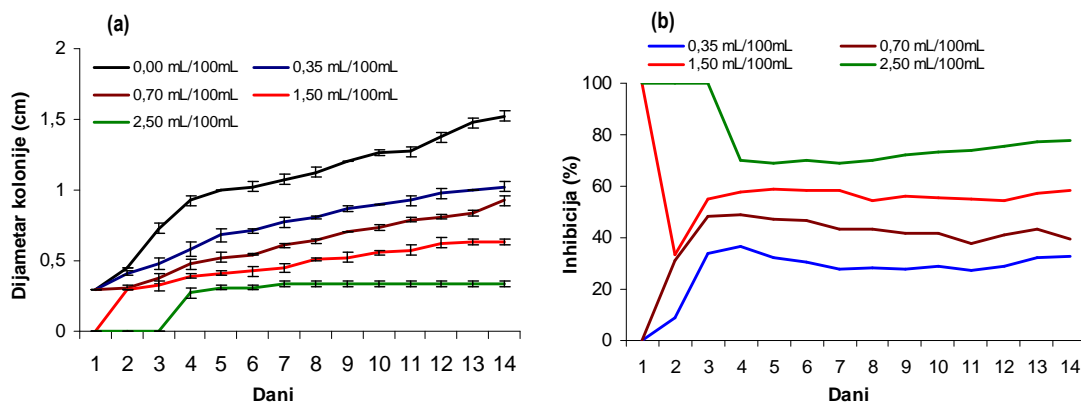 (a)
Dijametar kolonije (cm)
2
1,5
1
0,5
0
0,00 mL/100mL
0,35 mL/100mL
0,70 mL/100mL
1,50 mL/100mL
2,50 mL/100mL
1 2 3 4 5 6 7 8 9 10 11 12 13 14
Dani
(b)
0,35 mL/100mL
0,70 mL/100mL
1,50 mL/100mL
2,50 mL/100mL
Inhibicija (%)
100
80
60
40
20
0
1 2 3 4 5 6 7 8 9 10 11 12 13 14
Dani